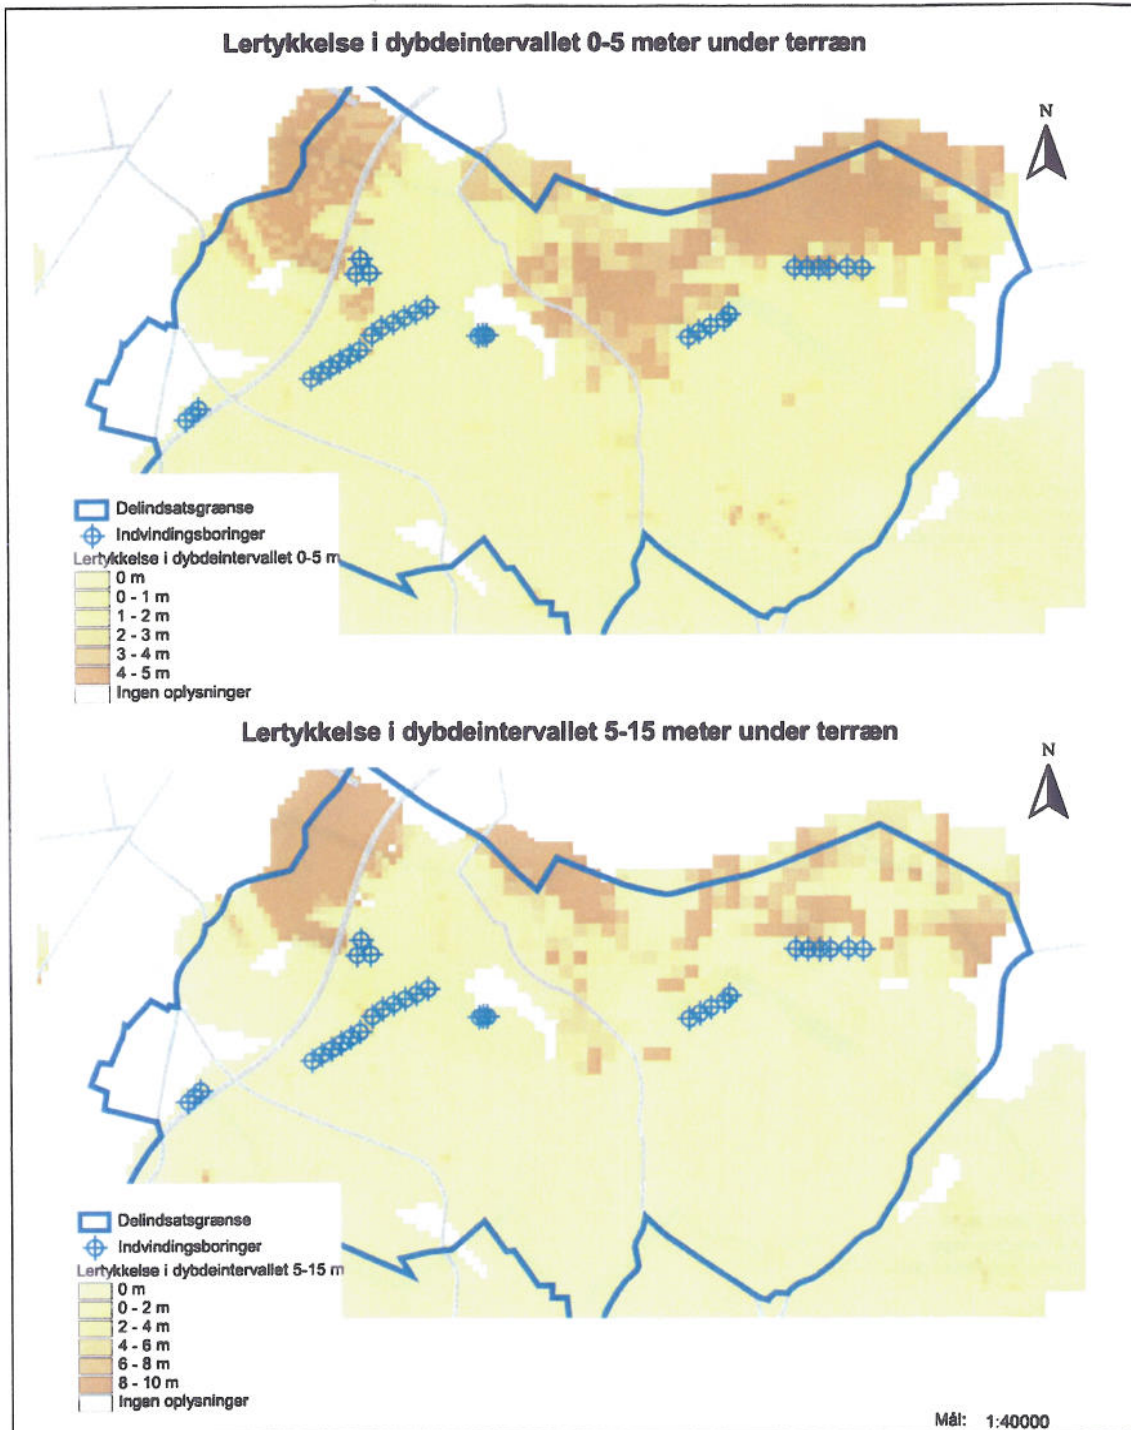 Lertykkelse i dybdeintervallet 0-5 meter under terræn
N
Delindsatsgrænse
Indvindingsboringer
Lertykkelse i dybdeintervallet 0-5 m
0 m
0 - 1 m
1 - 2 m
2 - 3 m
3 - 4 m
4 - 5 m
Ingen oplysninger
Lertykkelse i dybdeintervallet 5-15 meter under terræn
N
Delindsatsgrænse
Indvindingsboringer
Lertykkelse i dybdeintervallet 5-15 m
0 m
0 - 2 m
2 - 4 m
4 - 6 m
6 - 8 m
8 - 10 m
Ingen oplysninger
Mål: 1:40000